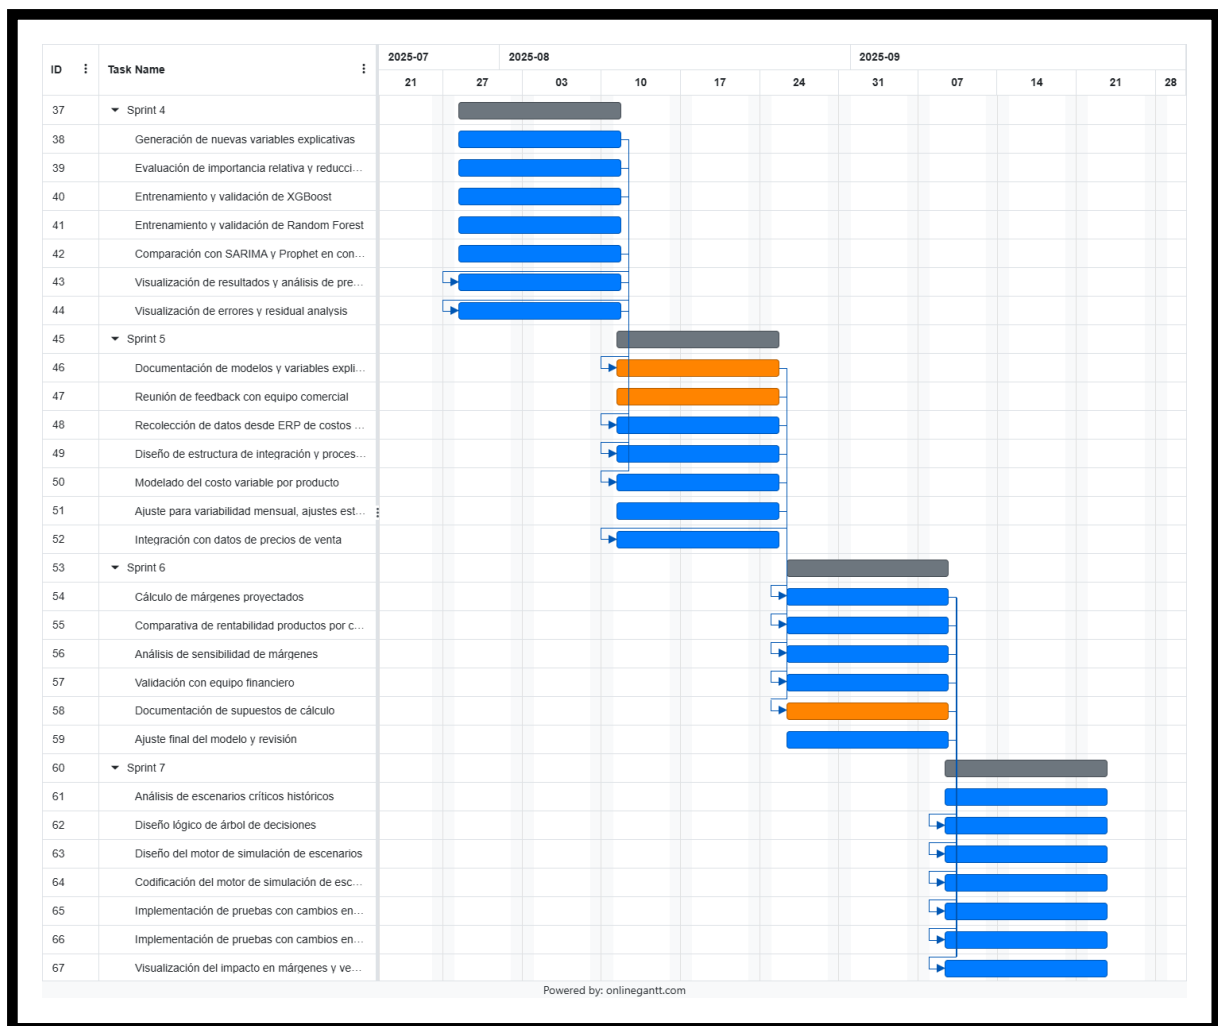 ID Task Name 2025-07 2025-08 2025-09
21 27 03 10 17 24 31 07 14 21 28
37 Sprint 4
38 Generación de nuevas variables explicativas
39 Evaluación de importancia relativa y reducci...
40 Entrenamiento y validación de XGBoost
41 Entrenamiento y validación de Random Forest
42 Comparación con SARIMA y Prophet en con...
43 Visualización de resultados y análisis de pre...
44 Visualización de errores y residual analysis
45 Sprint 5
46 Documentación de modelos y variables expli...
47 Reunión de feedback con equipo comercial
48 Recolección de datos desde ERP de costos ...
49 Diseño de estructura de integración y proces...
50 Modelado del costo variable por producto
51 Ajuste para variabilidad mensual, ajustes est...
52 Integración con datos de precios de venta
53 Sprint 6
54 Cálculo de márgenes proyectados
55 Comparativa de rentabilidad productos por c...
56 Análisis de sensibilidad de márgenes
57 Validación con equipo financiero
58 Documentación de supuestos de cálculo
59 Ajuste final del modelo y revisión
60 Sprint 7
61 Análisis de escenarios críticos históricos
62 Diseño lógico de árbol de decisiones
63 Diseño del motor de simulación de escenarios
64 Codificación del motor de simulación de esc...
65 Implementación de pruebas con cambios en...
66 Implementación de pruebas con cambios en...
67 Visualización del impacto en márgenes y ve...
Powered by: onlinegantt.com